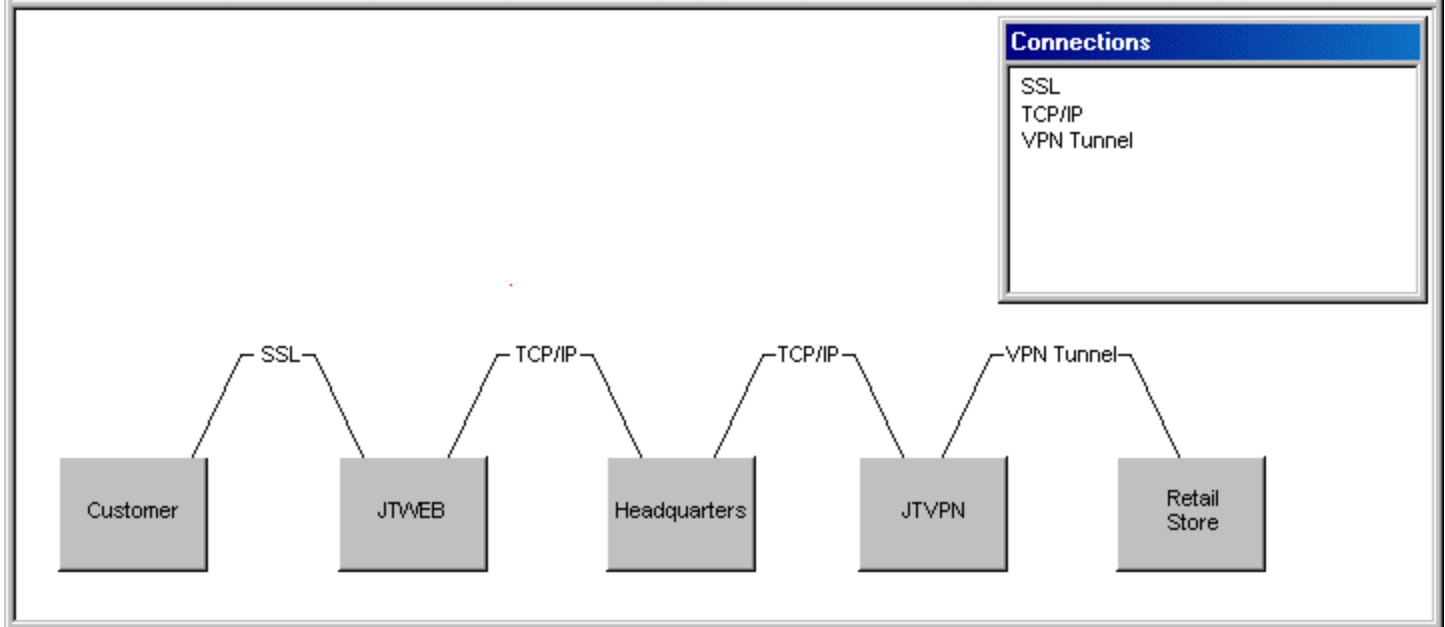 Connections
SSL
TCP/IP
VPN Tunnel
SSL
TCP/IP
TCP/IP
VPN Tunnel
Customer
JTWEB
Headquarters
JTVPN
Retail
Store